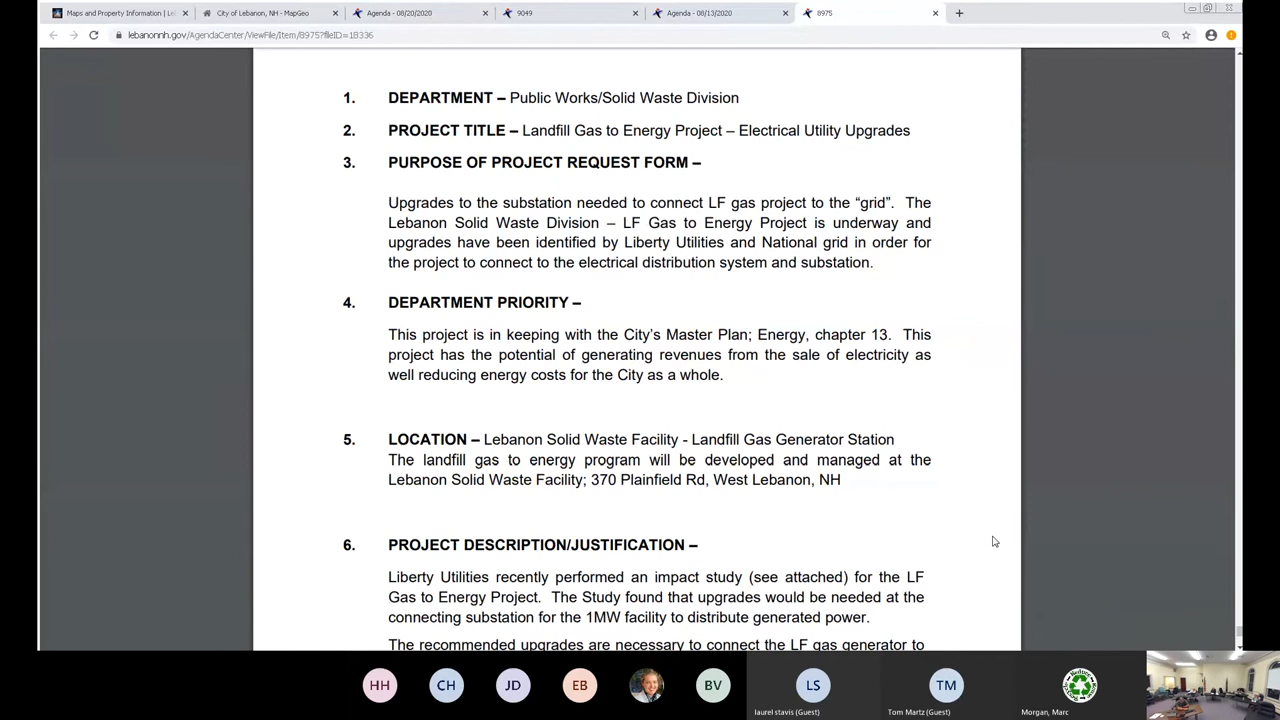 Maps and Property Information | Le
City of Lebanon, NH - MapGeo
Agenda - 08/20/2020
9049
Agenda - 08/13/2020
8975
lebanonnh.gov/AgendaCenter/ViewFile/Item/8975?fileID=18336
1. DEPARTMENT – Public Works/Solid Waste Division
2. PROJECT TITLE – Landfill Gas to Energy Project – Electrical Utility Upgrades
3. PURPOSE OF PROJECT REQUEST FORM –
Upgrades to the substation needed to connect LF gas project to the “grid”. The
Lebanon Solid Waste Division – LF Gas to Energy Project is underway and
upgrades have been identified by Liberty Utilities and National grid in order for
the project to connect to the electrical distribution system and substation.
4. DEPARTMENT PRIORITY –
This project is in keeping with the City’s Master Plan; Energy, chapter 13. This
project has the potential of generating revenues from the sale of electricity as
well reducing energy costs for the City as a whole.
5. LOCATION – Lebanon Solid Waste Facility - Landfill Gas Generator Station
The landfill gas to energy program will be developed and managed at the
Lebanon Solid Waste Facility; 370 Plainfield Rd, West Lebanon, NH
6. PROJECT DESCRIPTION/JUSTIFICATION –
Liberty Utilities recently performed an impact study (see attached) for the LF
Gas to Energy Project. The Study found that upgrades would be needed at the
connecting substation for the 1MW facility to distribute generated power.
The recommended upgrades are necessary to connect the LF gas generator to
HH
CH
JD
EB
BV
LS
TM
laurel stavis (Guest)
Tom Martz (Guest)
Morgan, Marc